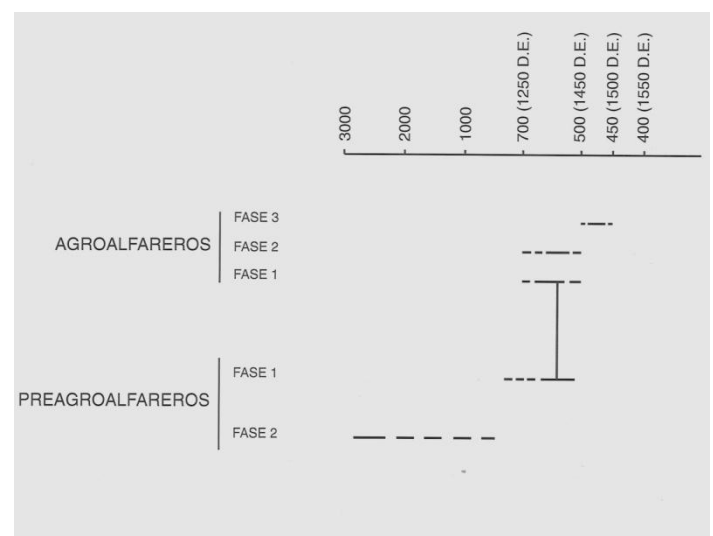 3000
2000
1000
700 (1250 D.E.)
500 (1450 D.E.)
450 (1500 D.E.)
400 (1550 D.E.)
AGROALFAREROS
FASE 3
FASE 2
FASE 1
PREAGROALFAREROS
FASE 1
FASE 2